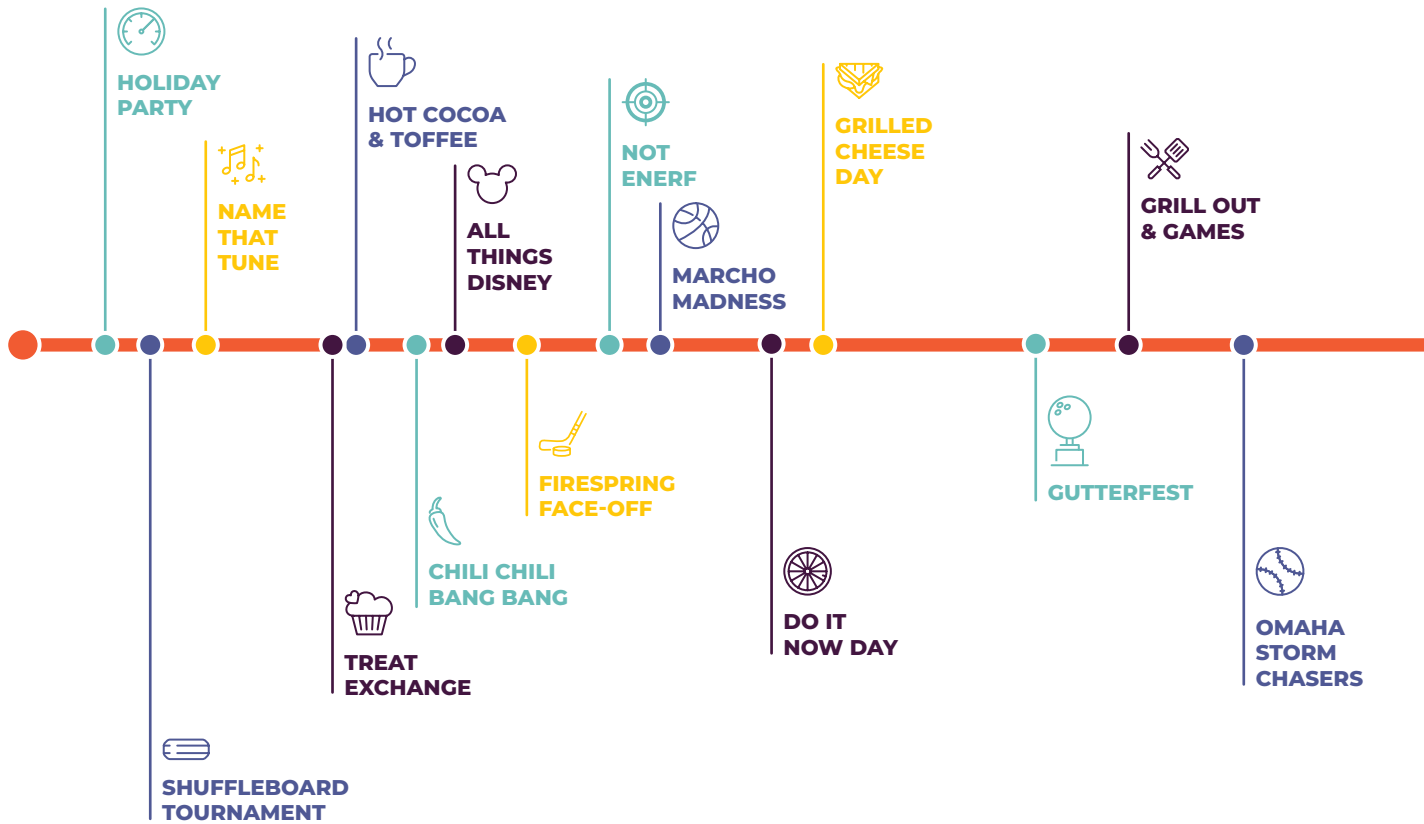 HOLIDAY
PARTY
SHUFFLEBOARD
TOURNAMENT
NAME
THAT
TUNE
TREAT
EXCHANGE
HOT COCOA
& TOFFEE
CHILI CHILI
BANG BANG
ALL
THINGS
DISNEY
FIRESPRING
FACE-OFF
NOT
ENERF
MARCHO
MADNESS
DO IT
NOW DAY
GRILLED
CHEESE
DAY
GUTTERFEST
GRILL OUT
& GAMES
OMAHA
STORM
CHASERS